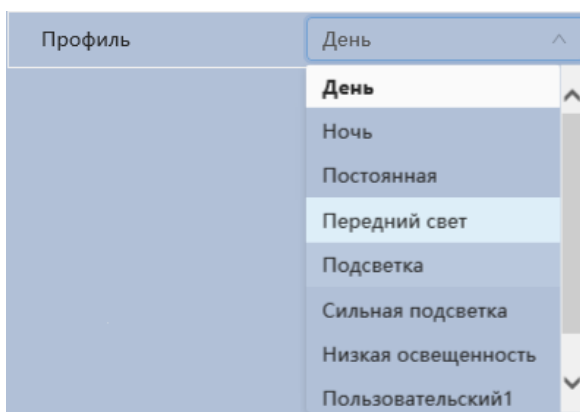 Профиль День
День
Ночь
Постоянная
Передний свет
Подсветка
Сильная подсветка
Низкая освещенность
Пользовательский1